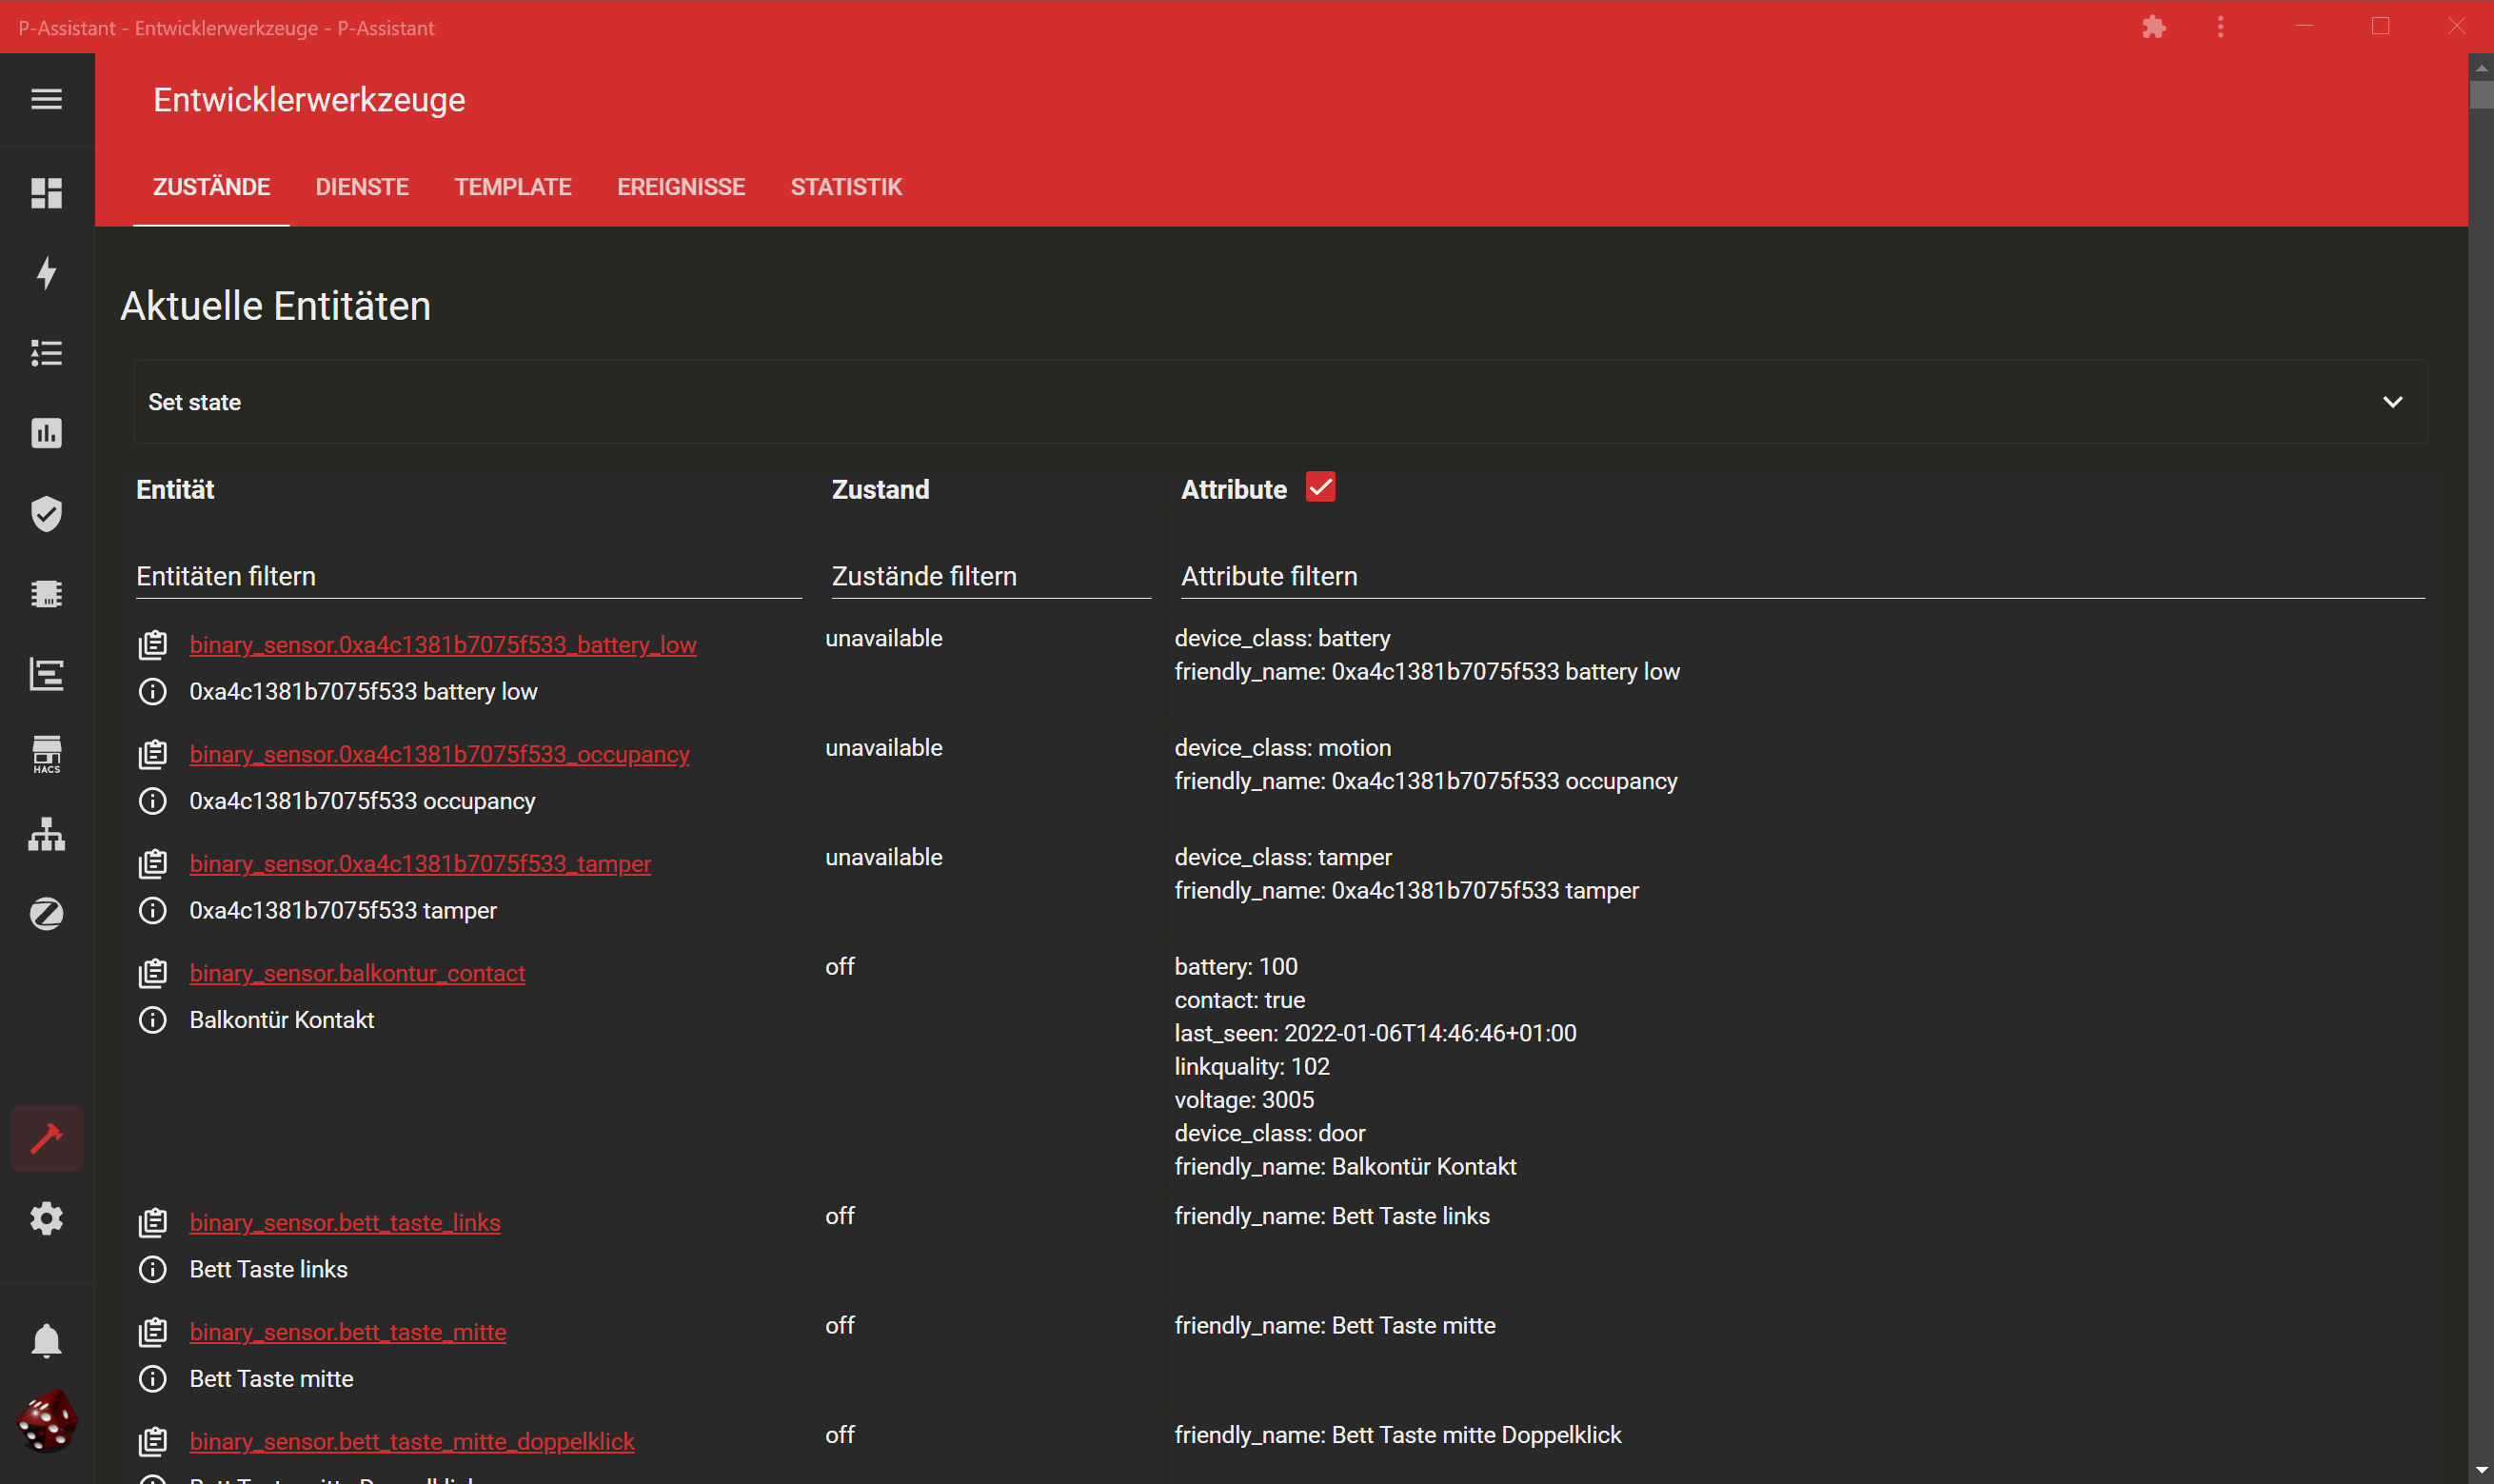 P-Assistant - Entwicklerwerkzeuge - P-Assistant
Entwicklerwerkzeuge
ZUSTÄNDE DIENSTE TEMPLATE EREIGNISSE STATISTIK
Aktuelle Entitäten
Set state
Entität Zustand Attribute
Entitäten filtern Zustände filtern Attribute filtern
binary_sensor.0xa4c1381b7075f533_battery_low unavailable device_class: battery
friendly_name: 0xa4c1381b7075f533 battery low
0xa4c1381b7075f533 battery low
binary_sensor.0xa4c1381b7075f533_occupancy unavailable device_class: motion
friendly_name: 0xa4c1381b7075f533 occupancy
0xa4c1381b7075f533 occupancy
HACS
binary_sensor.0xa4c1381b7075f533_tamper unavailable device_class: tamper
friendly_name: 0xa4c1381b7075f533 tamper
0xa4c1381b7075f533 tamper
binary_sensor.balkontur_contact off battery: 100
contact: true
Balkontür Kontakt
last_seen: 2022-01-06T14:46:46+01:00
linkquality: 102
voltage: 3005
device_class: door
friendly_name: Balkontür Kontakt
binary_sensor.bett_taste_links off friendly_name: Bett Taste links
Bett Taste links
binary_sensor.bett_taste_mitte off friendly_name: Bett Taste mitte
Bett Taste mitte
binary_sensor.bett_taste_mitte_doppelklick off friendly_name: Bett Taste mitte Doppelklick